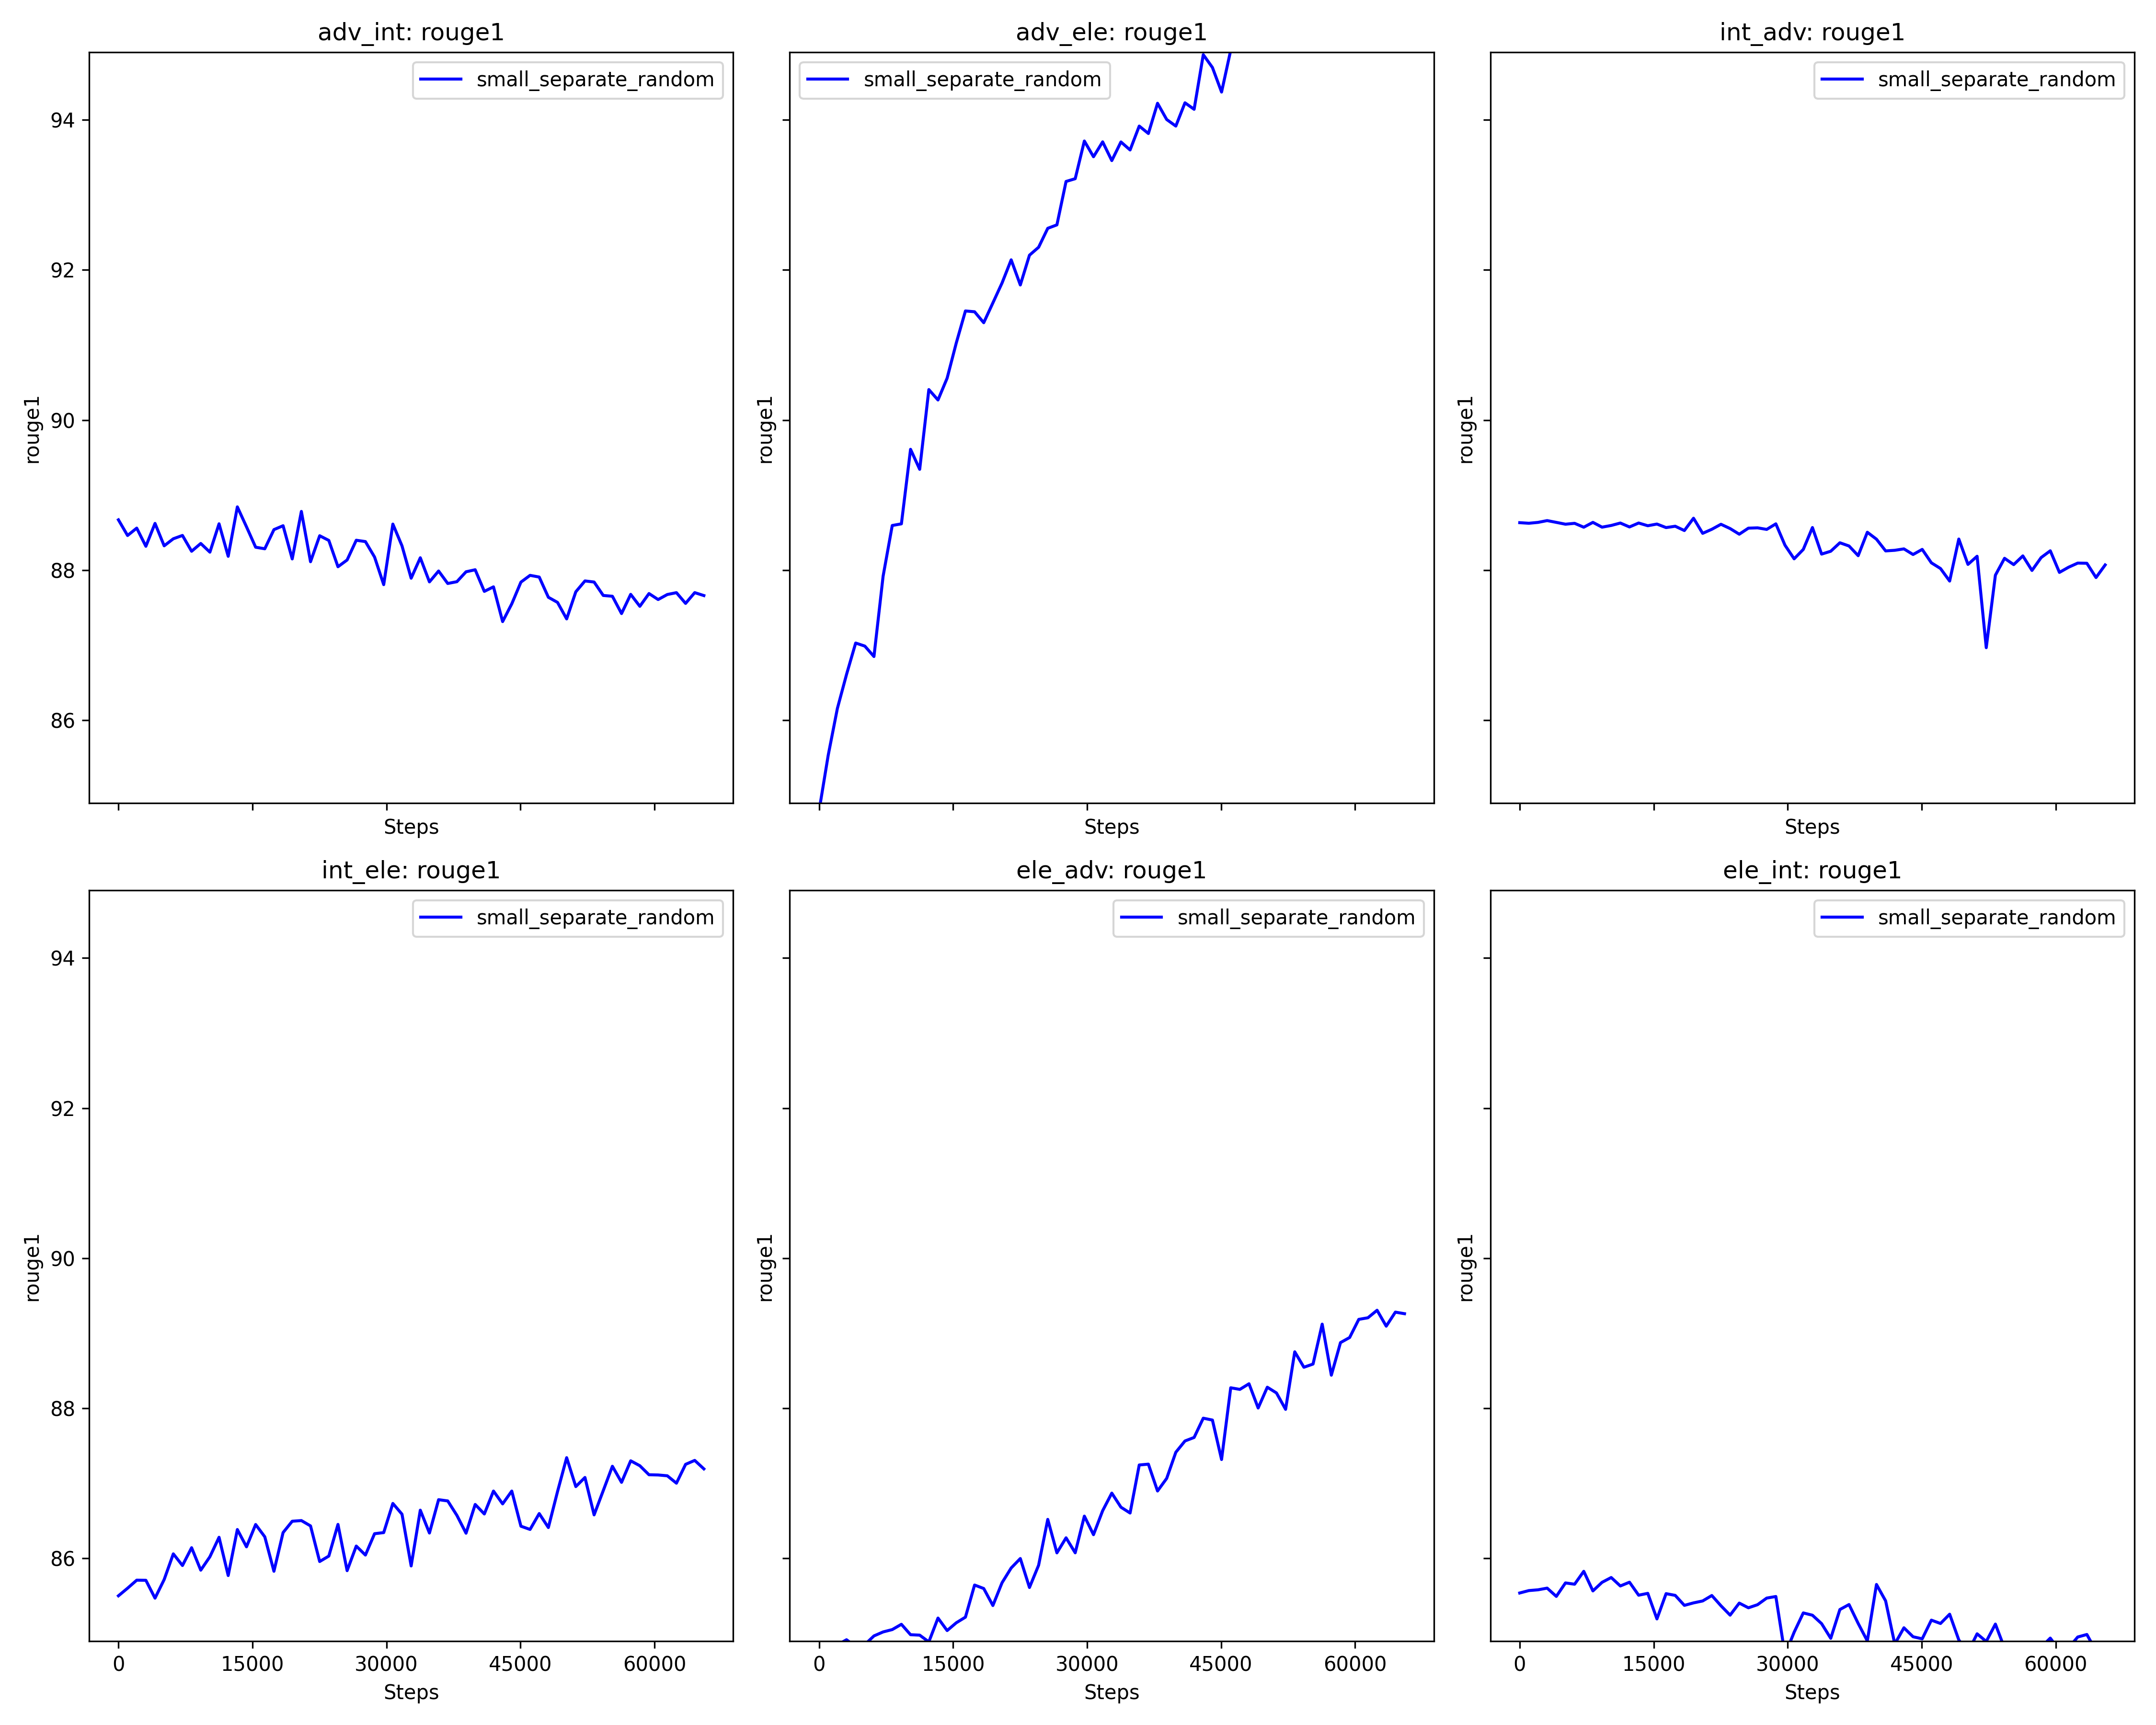 adv_int: rouge1
small_separate_random
94
92
90
88
86
rouge1
Steps
adv_ele: rouge1
small_separate_random
rouge1
Steps
int_adv: rouge1
small_separate_random
rouge1
Steps
int_ele: rouge1
small_separate_random
94
92
90
88
86
rouge1
0 15000 30000 45000 60000
Steps
ele_adv: rouge1
small_separate_random
rouge1
0 15000 30000 45000 60000
Steps
ele_int: rouge1
small_separate_random
rouge1
0 15000 30000 45000 60000
Steps